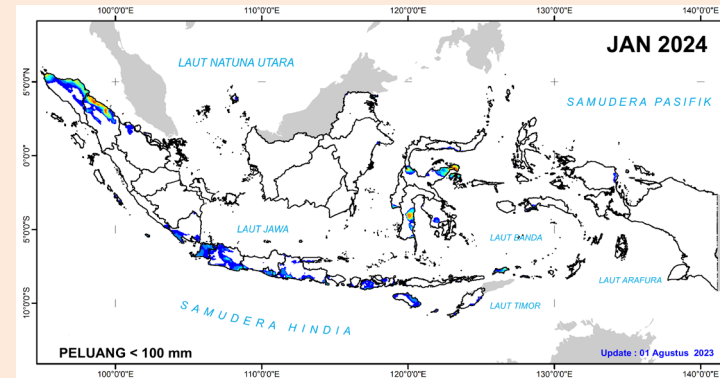 100°0'0"E 110°0'0"E 120°0'0"E 130°0'0"E 140°0'0"E
JAN 2024
LAUT NATUNA UTARA
5°0'0"N
SAMUDERA PASIFIK
0°0'0"
LAUT JAWA
5°0'0"S
LAUT BANDA
LAUT ARAFURA
10°0'0"S
SAMUDERA HINDIA
LAUT TIMOR
PELUANG < 100 mm
Update : 01 Agustus 2023
100°0'0"E 110°0'0"E 120°0'0"E 130°0'0"E 140°0'0"E